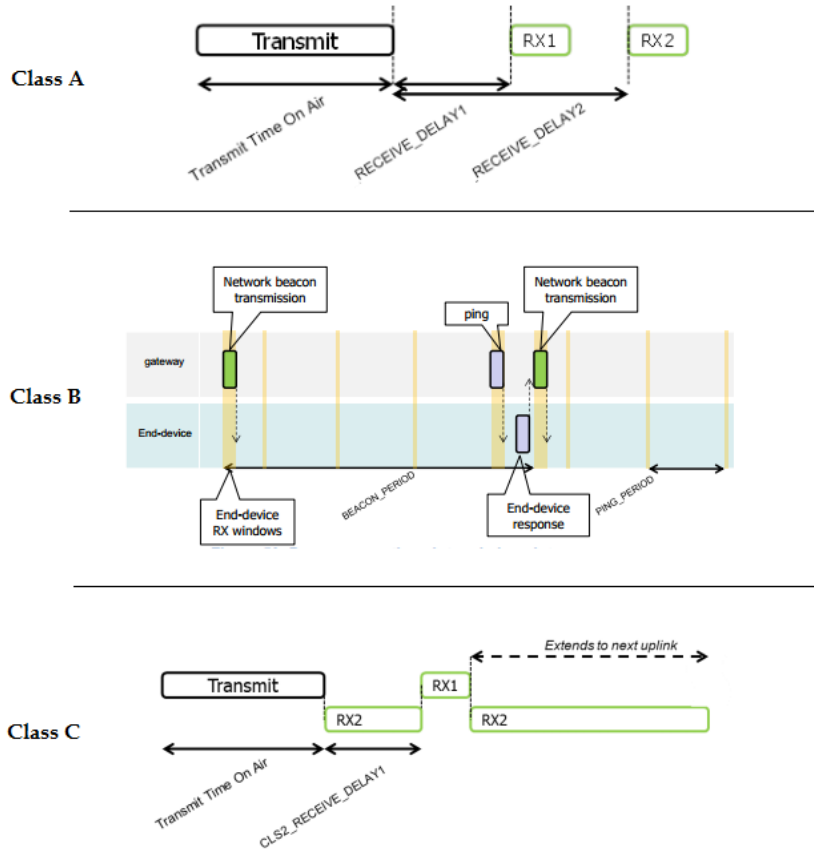 Transmit
RX1
RX2
Class A
Transmit Time On Air
RECEIVE_DELAY1
RECEIVE_DELAY2
Network beacon
transmission
ping
Network beacon
transmission
gateway
Class B
End-device
BEACON_PERIOD
PING_PERIOD
End-device
RX windows
End-device
response
Extends to next uplink
Transmit
RX1
RX2
RX2
Class C
Transmit Time On Air
CLS2_RECEIVE_DELAY1